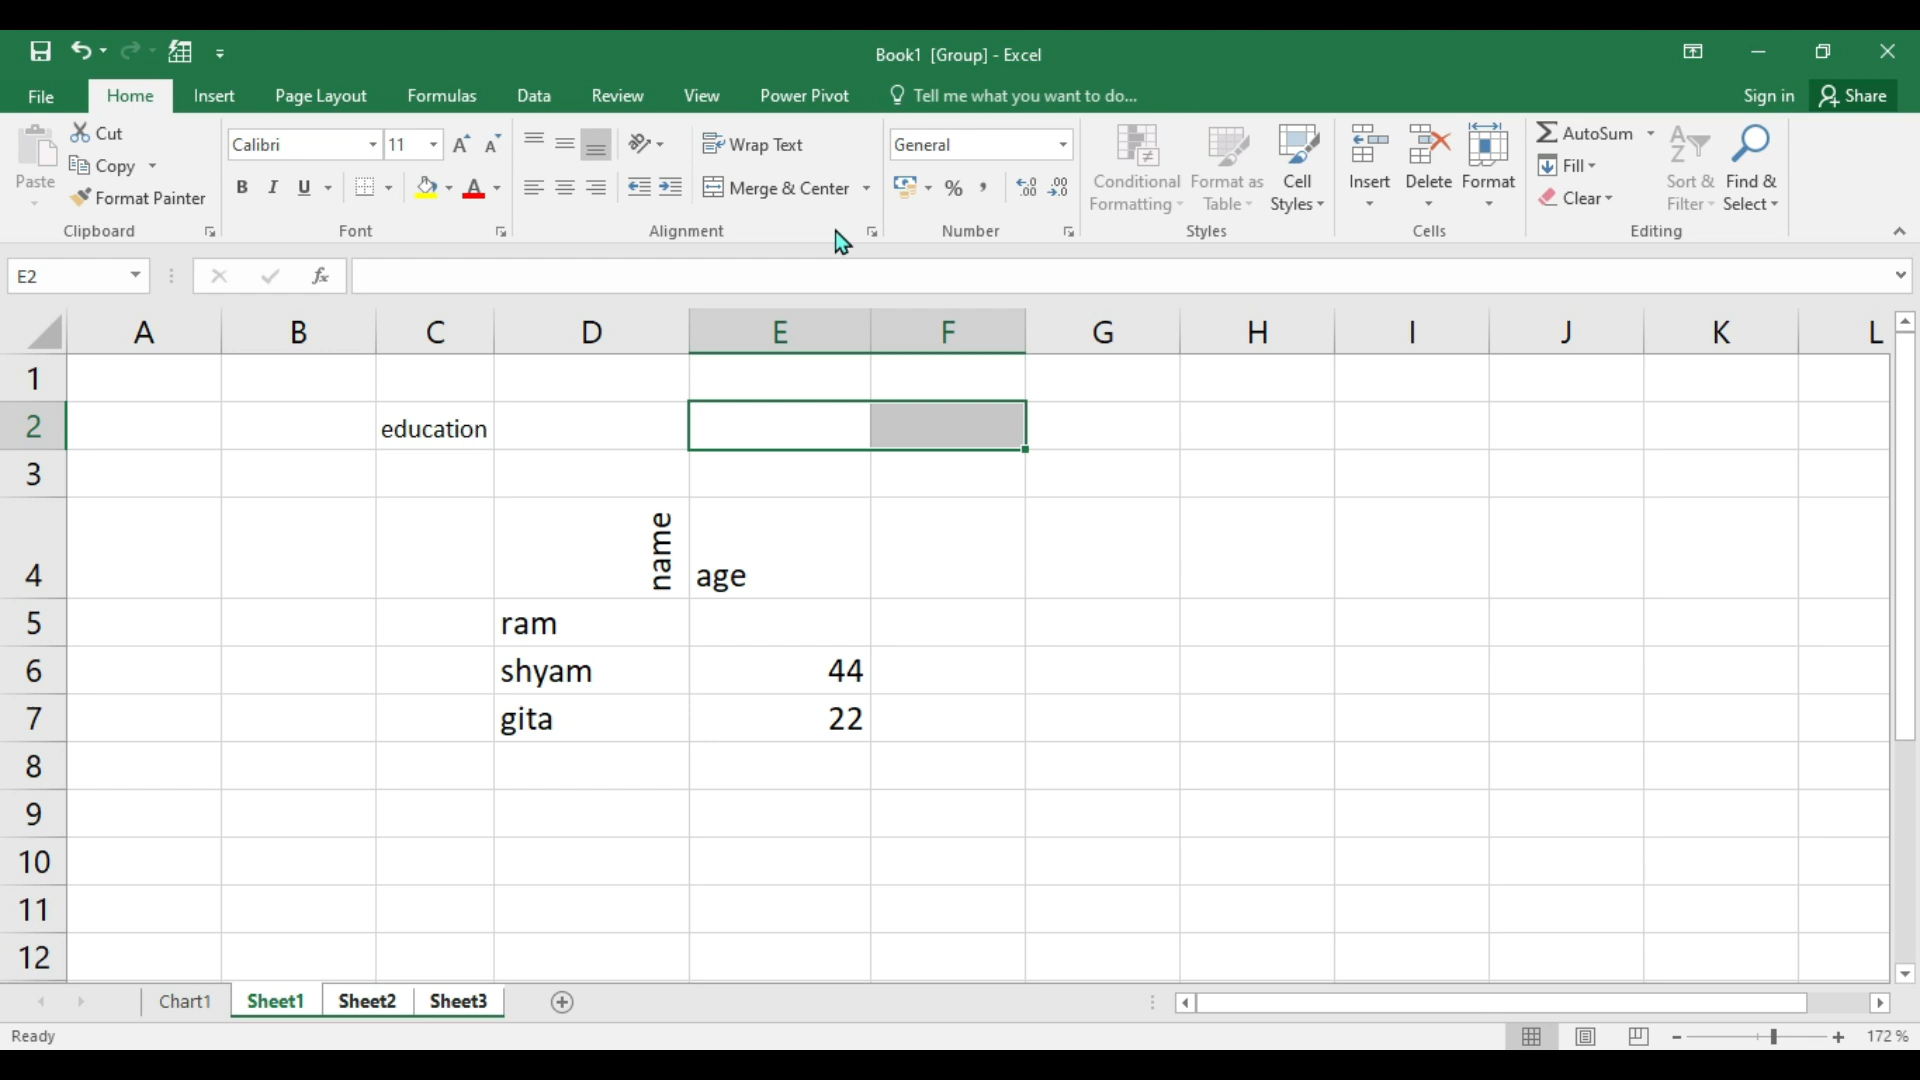 Book1 [Group] - Excel
File Home Insert Page Layout Formulas Data Review View Power Pivot Tell me what you want to do... Sign in Share
Paste Cut Copy Format Painter Clipboard
Calibri 11 B I U A Font
Wrap Text Merge & Center Alignment
General % , Number
Conditional Formatting Format as Table Cell Styles Styles
Insert Delete Format Cells
AutoSum Fill Clear Sort & Filter Find & Select Editing
E2 fx
A B C D E F G H I J K L
1
2 education
3
4 name age
5 ram
6 shyam 44
7 gita 22
8
9
10
11
12
Chart1 Sheet1 Sheet2 Sheet3
Ready 172 %